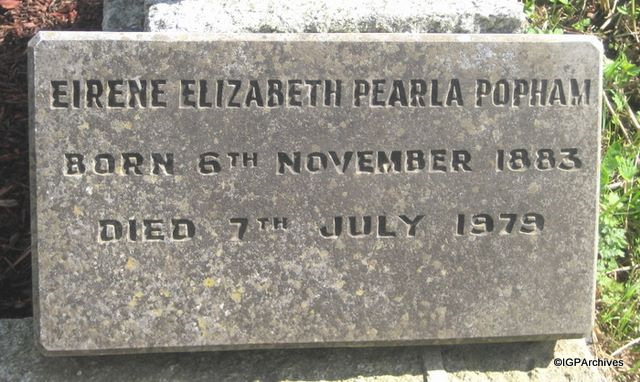 EIRENE ELIZABETH PEARLA POPHAM
BORN 6TH NOVEMBER 1883
DIED 7TH JULY 1979
©IGPArchives